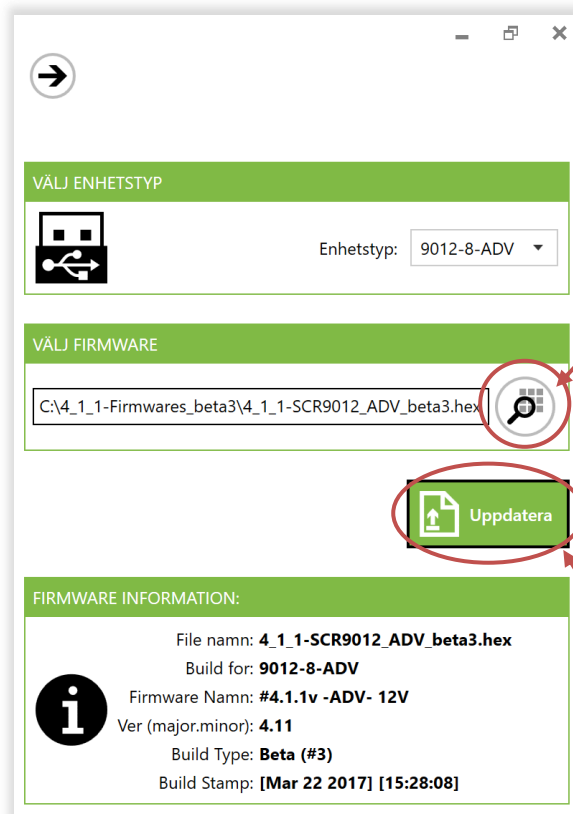 VÄLJ ENHETSTYP
Enhetstyp: 9012-8-ADV
VÄLJ FIRMWARE
C:\4_1_1-Firmwares_beta3\4_1_1-SCR9012_ADV_beta3.hex
Uppdatera
FIRMWARE INFORMATION:
File namn: 4_1_1-SCR9012_ADV_beta3.hex
Build for: 9012-8-ADV
Firmware Namn: #4.1.1v -ADV- 12V
Ver (major.minor): 4.11
Build Type: Beta (#3)
Build Stamp: [Mar 22 2017] [15:28:08]